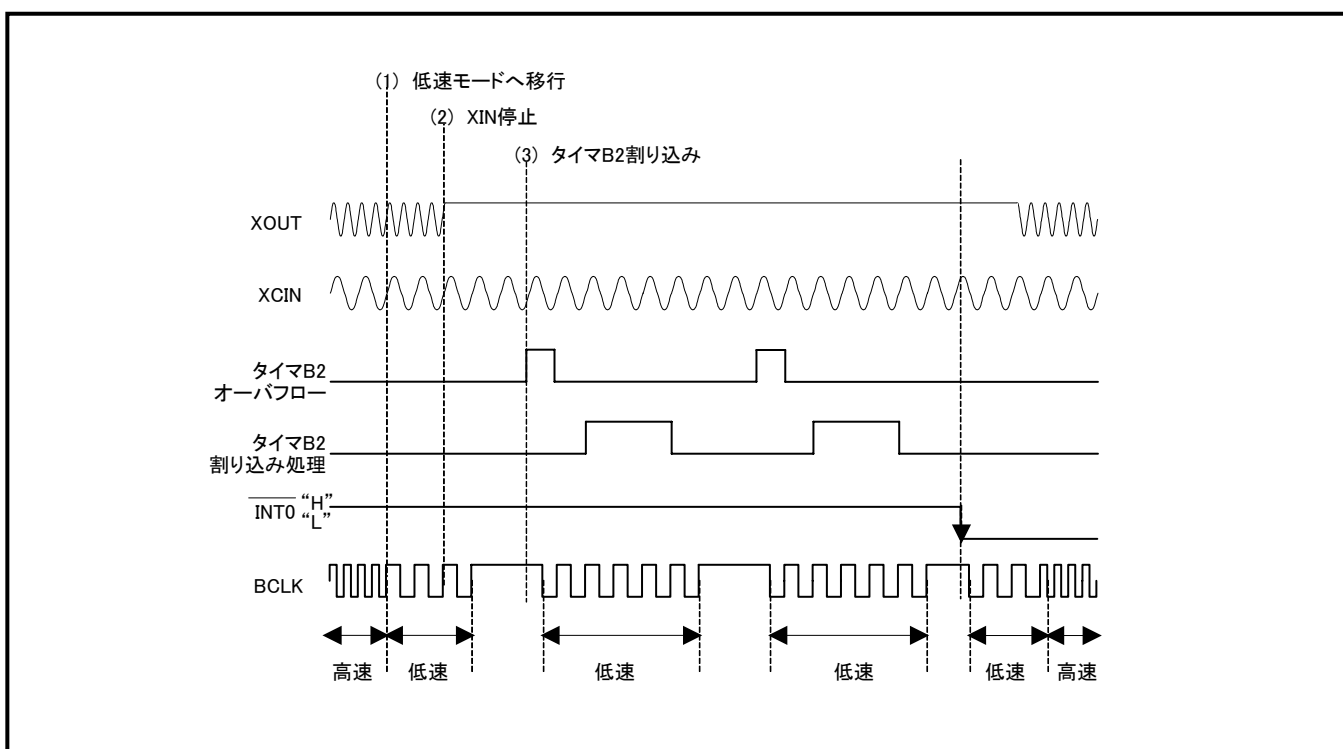 (1) 低速モードへ移行
(2) XIN停止
(3) タイマB2割り込み
XOUT
XCIN
タイマB2
オーバフロー
タイマB2
割り込み処理
INT0 “H”
“L”
BCLK
高速 低速 低速 低速 低速 高速